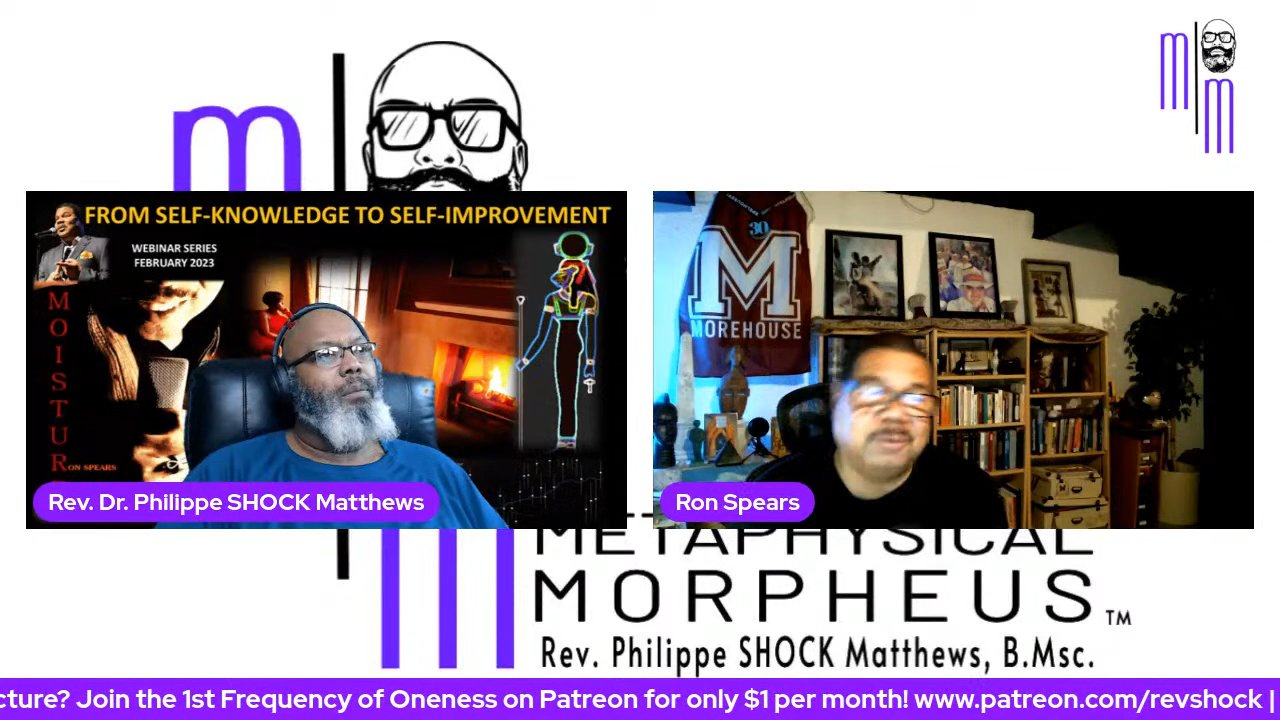 m
m
m
FROM SELF-KNOWLEDGE TO SELF-IMPROVEMENT
WEBINAR SERIES
FEBRUARY 2023
MOISTUR
RON SPEARS
30
M
MOREHOUSE
Rev. Dr. Philippe SHOCK Matthews
Ron Spears
m
METAPHYSICAL
MORPHEUS™
Rev. Philippe SHOCK Matthews, B.Msc.
cture? Join the 1st Frequency of Oneness on Patreon for only $1 per month! www.patreon.com/revshock |